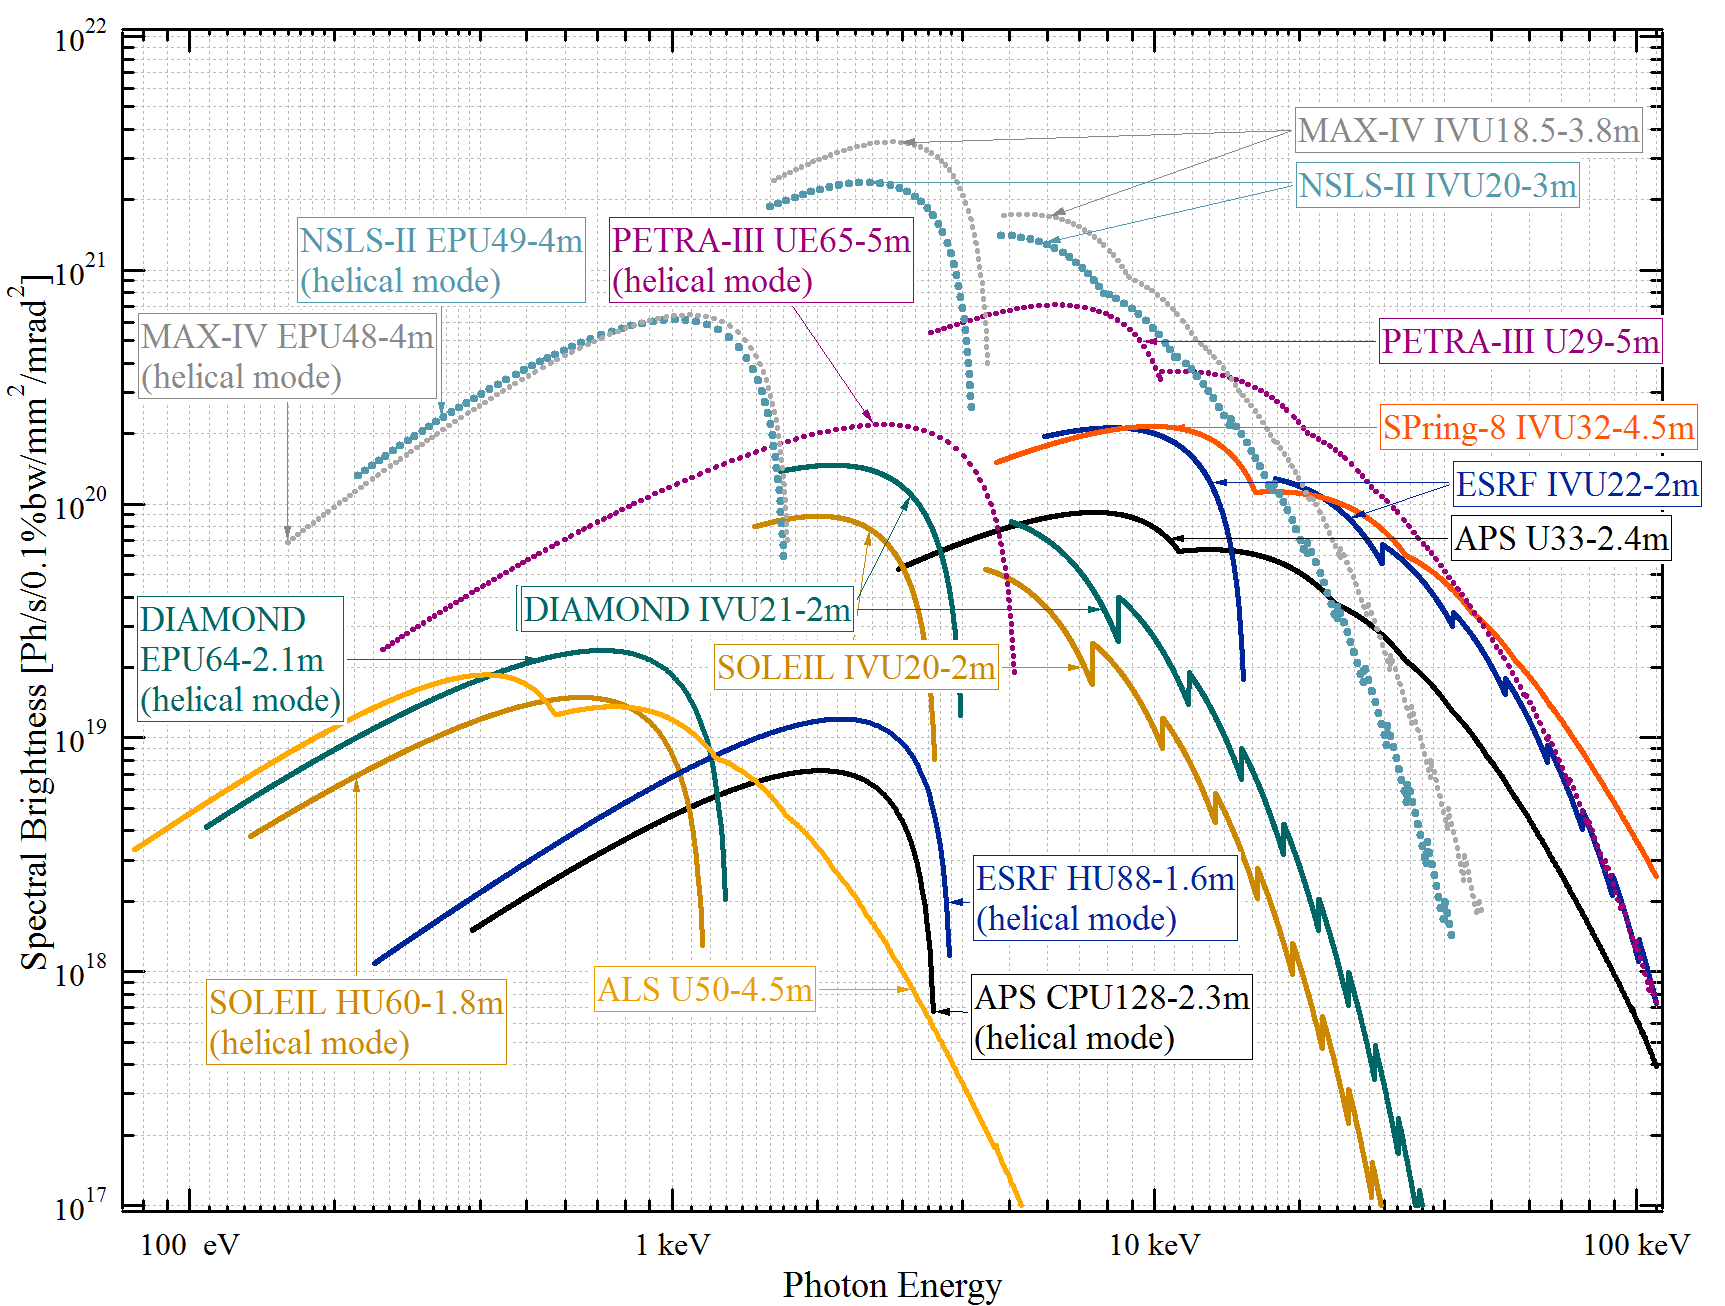 10^22
10^21
10^20
10^19
10^18
10^17
Spectral Brightness [Ph/s/0.1%bw/mm^2/mrad^2]
MAX-IV IVU18.5-3.8m
NSLS-II IVU20-3m
NSLS-II EPU49-4m
(helical mode)
PETRA-III UE65-5m
(helical mode)
MAX-IV EPU48-4m
(helical mode)
PETRA-III U29-5m
SPring-8 IVU32-4.5m
ESRF IVU22-2m
APS U33-2.4m
DIAMOND IVU21-2m
DIAMOND
EPU64-2.1m
(helical mode)
SOLEIL IVU20-2m
ESRF HU88-1.6m
(helical mode)
SOLEIL HU60-1.8m
(helical mode)
ALS U50-4.5m
APS CPU128-2.3m
(helical mode)
100 eV
1 keV
10 keV
100 keV
Photon Energy